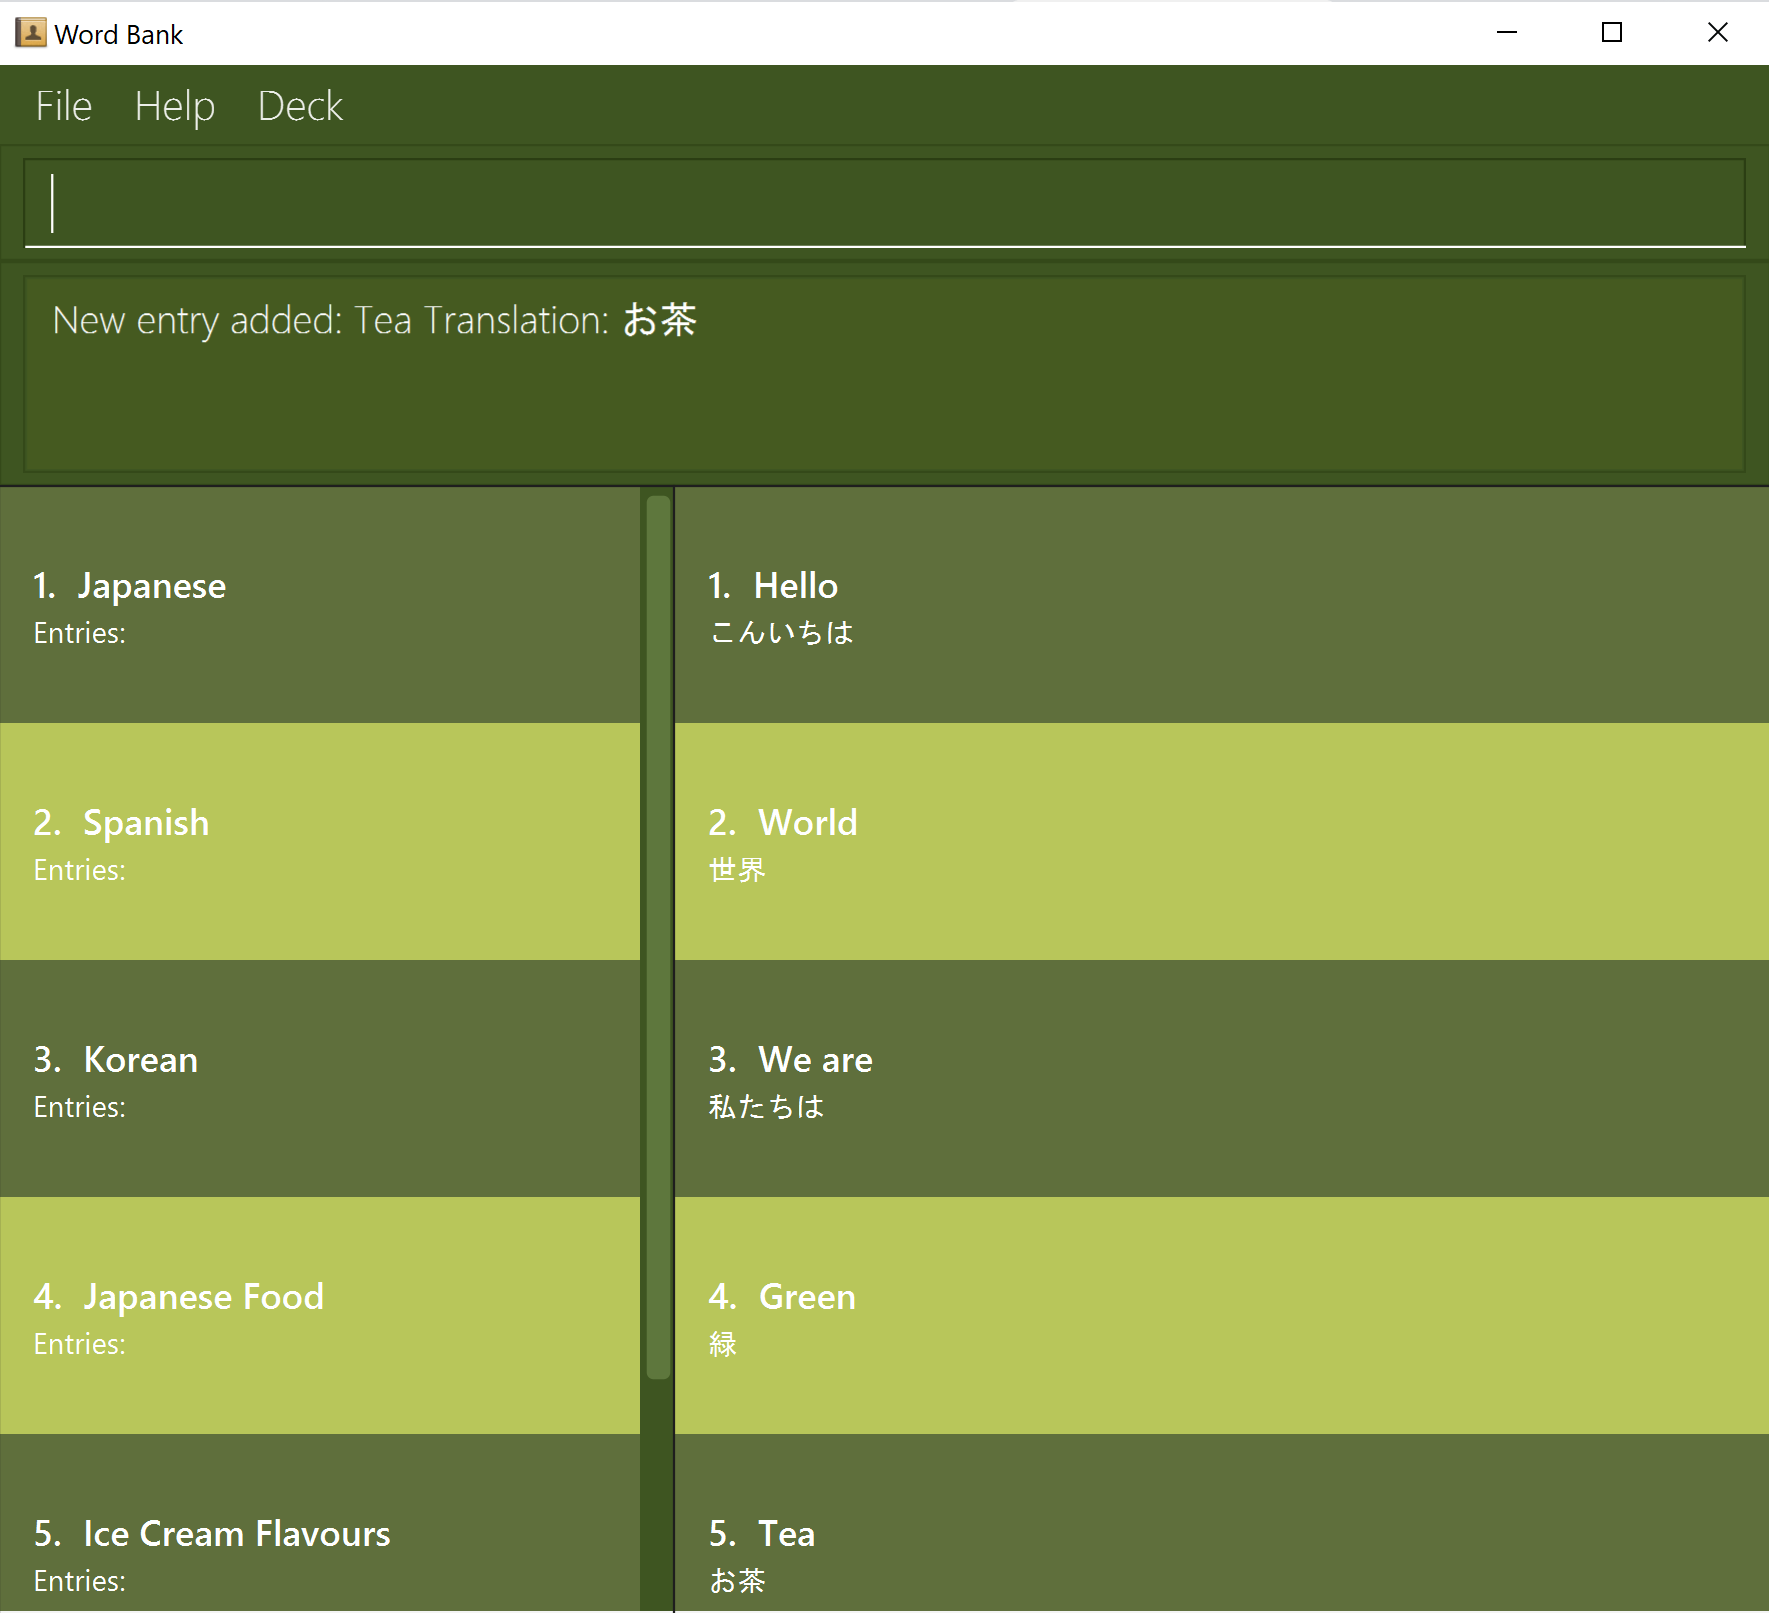 Word Bank
File Help Deck
New entry added: Tea Translation: お茶
1. Japanese
Entries:
2. Spanish
Entries:
3. Korean
Entries:
4. Japanese Food
Entries:
5. Ice Cream Flavours
Entries:
1. Hello
こんいちは
2. World
世界
3. We are
私たちは
4. Green
緑
5. Tea
お茶